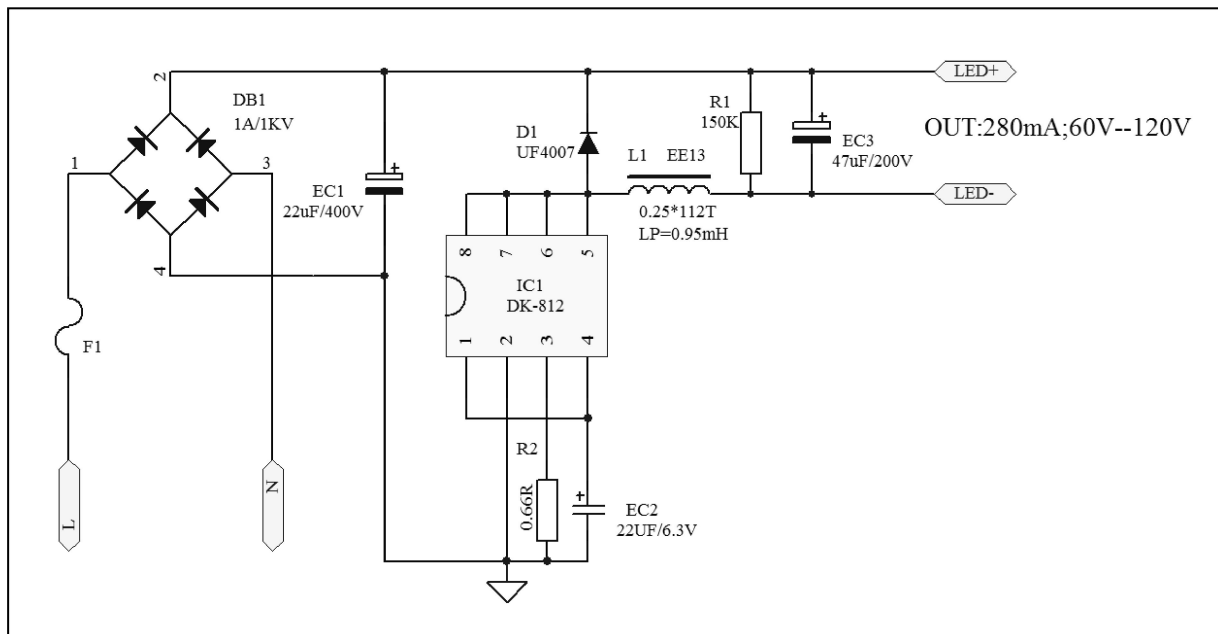 2
DB1
1A/1KV
1
3
4
F1
L
N
EC1
22uF/400V
D1
UF4007
L1 EE13
0.25*112T
LP=0.95mH
R1
150K
EC3
47uF/200V
LED+
OUT:280mA;60V--120V
LED-
8 7 6 5
IC1
DK-812
1 2 3 4
R2
0.66R
EC2
22UF/6.3V